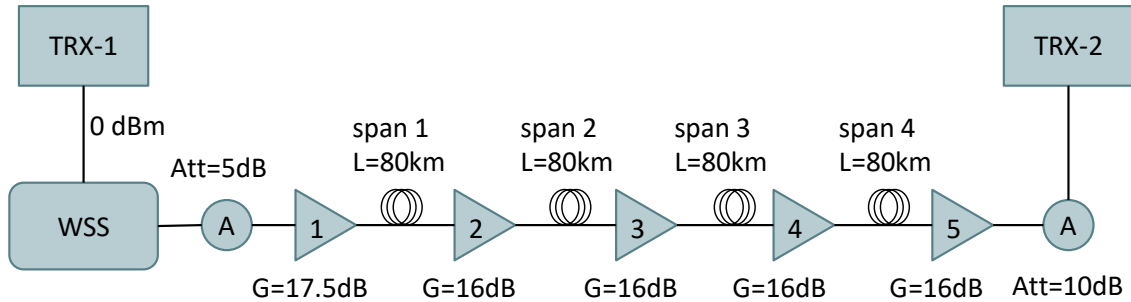 TRX-1
TRX-2
0 dBm
span 1
L=80km
span 2
L=80km
span 3
L=80km
span 4
L=80km
Att=5dB
WSS
A
1
2
3
4
5
A
G=17.5dB
G=16dB
G=16dB
G=16dB
G=16dB
Att=10dB